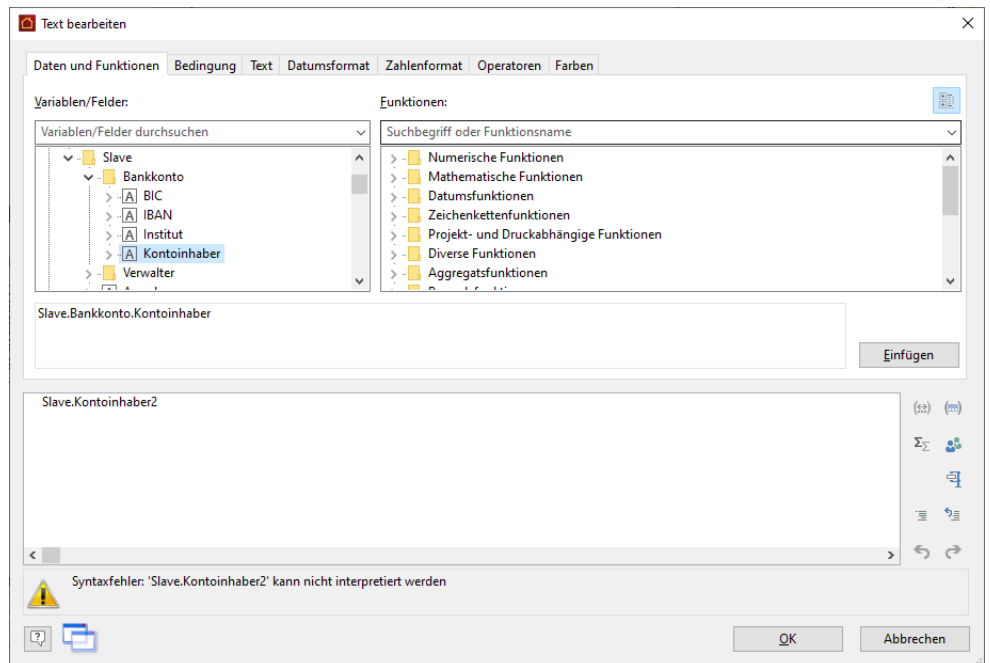 Text bearbeiten
Daten und Funktionen Bedingung Text Datumsformat Zahlenformat Operatoren Farben
Variablen/Felder: Funktionen:
Variablen/Felder durchsuchen Suchbegriff oder Funktionsname
Slave Numerische Funktionen
Bankkonto Mathematische Funktionen
A BIC Datumsfunktionen
A IBAN Zeichenkettenfunktionen
A Institut Projekt- und Druckabhängige Funktionen
A Kontoinhaber Diverse Funktionen
Verwalter Aggregatsfunktionen
Slave.Bankkonto.Kontoinhaber
Einfügen
Slave.Kontoinhaber2
Syntaxfehler: 'Slave.Kontoinhaber2' kann nicht interpretiert werden
OK Abbrechen